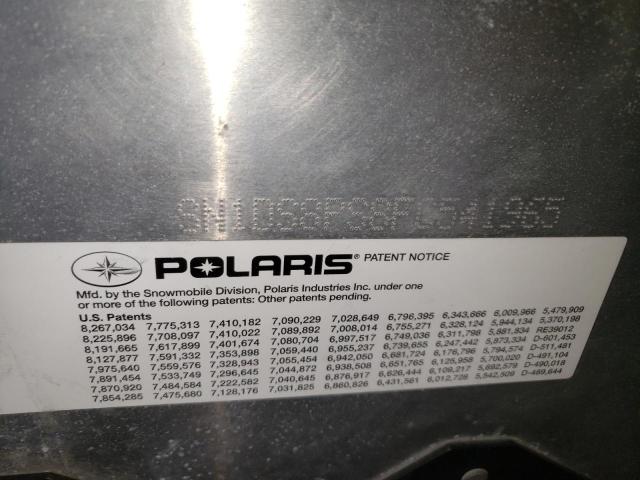 SN1DS8PS8FC541965
POLARIS® PATENT NOTICE
Mfd. by the Snowmobile Division, Polaris Industries Inc. under one
or more of the following patents: Other patents pending.
U.S. Patents
8,267,034 7,775,313 7,410,182 7,090,229 7,028,649 6,796,395 6,343,666 6,009,966 5,479,909
8,225,896 7,708,097 7,410,022 7,089,892 7,008,014 6,755,271 6,328,124 5,944,134 5,370,198
8,191,665 7,617,899 7,401,674 7,080,704 6,997,517 6,749,036 6,311,798 5,881,834 RE39012
8,127,877 7,591,332 7,353,898 7,059,440 6,955,237 6,739,655 6,247,442 5,873,334 D-601,453
7,975,640 7,559,576 7,328,943 7,055,454 6,942,050 6,681,724 6,176,796 5,794,574 D-511,481
7,891,454 7,533,749 7,296,645 7,044,872 6,938,508 6,651,765 6,125,958 5,700,020 D-491,104
7,870,920 7,484,584 7,222,582 7,040,645 6,876,917 6,626,444 6,109,217 5,692,579 D-490,018
7,854,285 7,475,680 7,128,176 7,031,825 6,860,826 6,431,561 6,012,728 5,542,509 D-489,644